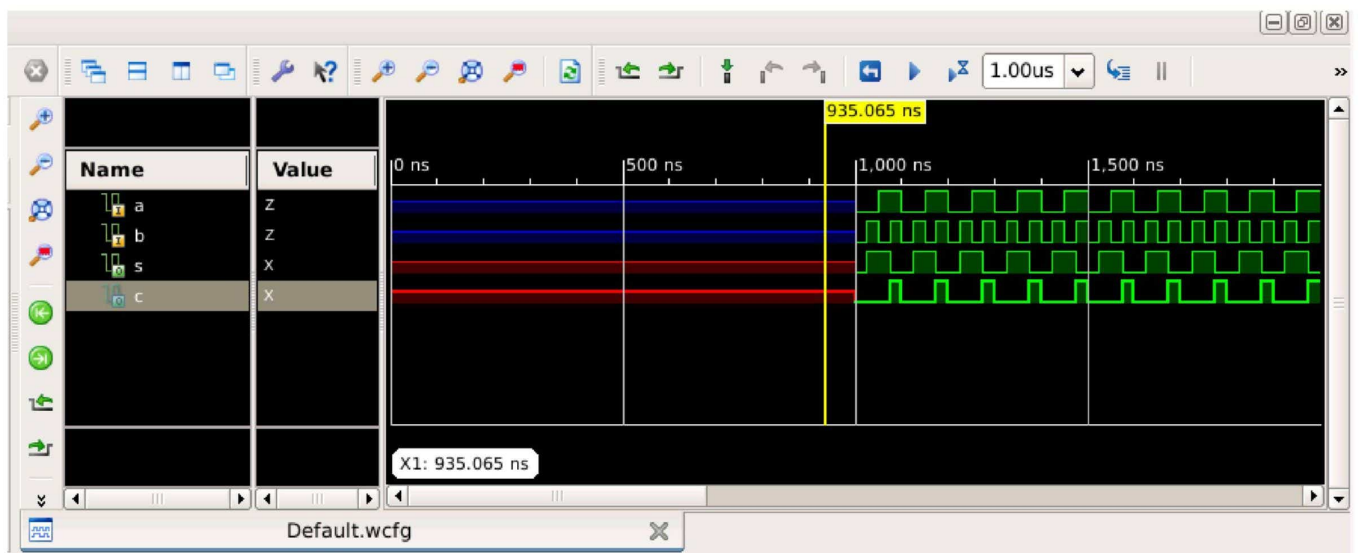 1.00us
»
935.065 ns
Name Value 0 ns 500 ns 1,000 ns 1,500 ns
a Z
b Z
s X
c X
X1: 935.065 ns
Default.wcfg